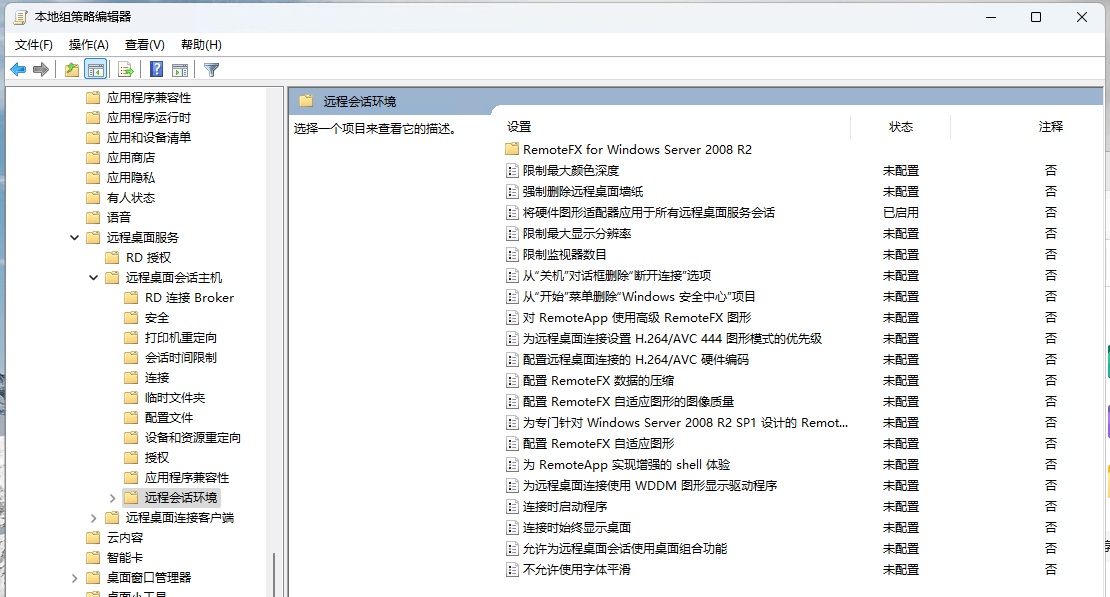 本地组策略编辑器
文件(F) 操作(A) 查看(V) 帮助(H)
应用程序兼容性
应用程序运行时
应用和设备清单
应用商店
应用隐私
有人状态
语音
远程桌面服务
RD 授权
远程桌面会话主机
RD 连接 Broker
安全
打印机重定向
会话时间限制
连接
临时文件夹
配置文件
设备和资源重定向
授权
应用程序兼容性
远程会话环境
远程桌面连接客户端
云内容
智能卡
桌面窗口管理器
桌面小工具
远程会话环境
选择一个项目来查看它的描述。
设置 状态 注释
RemoteFX for Windows Server 2008 R2
限制最大颜色深度 未配置 否
强制删除远程桌面墙纸 未配置 否
将硬件图形适配器应用于所有远程桌面服务会话 已启用 否
限制最大显示分辨率 未配置 否
限制监视器数目 未配置 否
从“关机”对话框删除“断开连接”选项 未配置 否
从“开始”菜单删除“Windows 安全中心”项目 未配置 否
对 RemoteApp 使用高级 RemoteFX 图形 未配置 否
为远程桌面连接设置 H.264/AVC 444 图形模式的优先级 未配置 否
配置远程桌面连接的 H.264/AVC 硬件编码 未配置 否
配置 RemoteFX 数据的压缩 未配置 否
配置 RemoteFX 自适应图形的图像质量 未配置 否
为专门针对 Windows Server 2008 R2 SP1 设计的 Remot... 未配置 否
配置 RemoteFX 自适应图形 未配置 否
为 RemoteApp 实现增强的 shell 体验 未配置 否
为远程桌面连接使用 WDDM 图形显示驱动程序 未配置 否
连接时启动程序 未配置 否
连接时始终显示桌面 未配置 否
允许为远程桌面会话使用桌面组合功能 未配置 否
不允许使用字体平滑 未配置 否